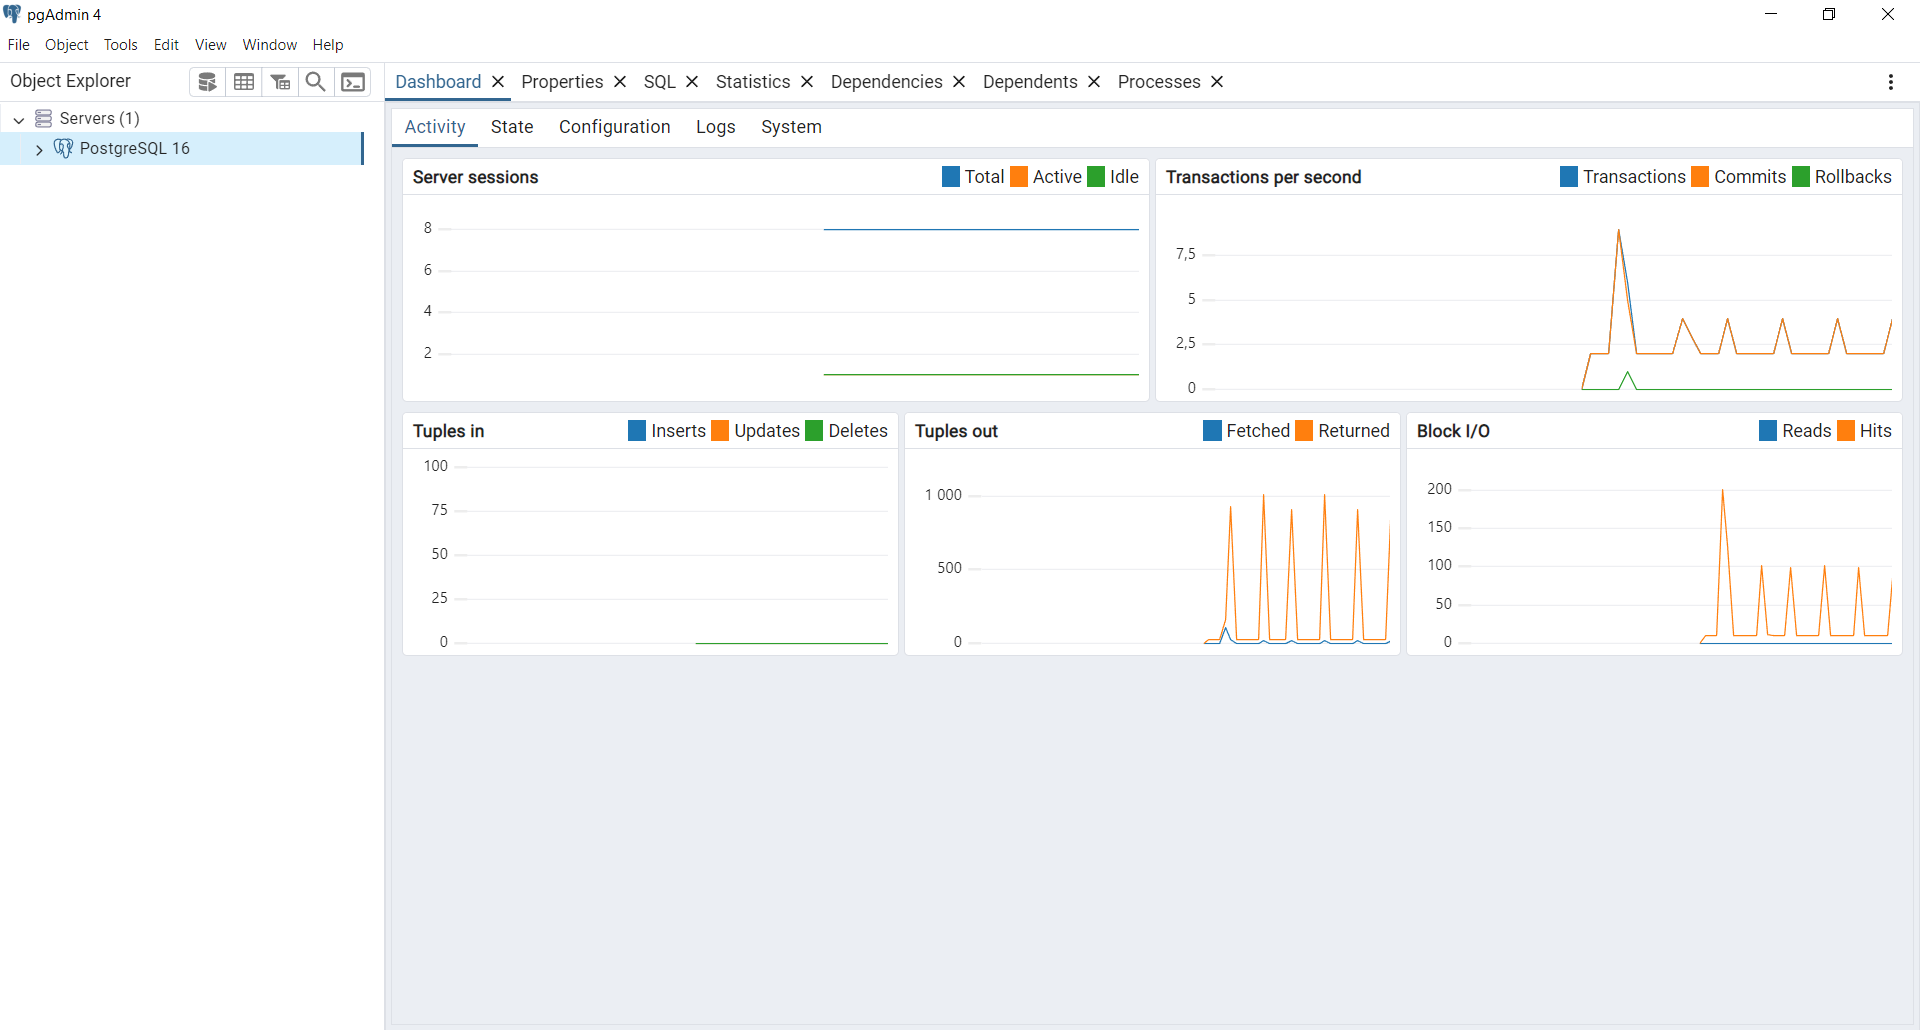 pgAdmin 4
File Object Tools Edit View Window Help
Object Explorer
Servers (1)
PostgreSQL 16
Dashboard Properties SQL Statistics Dependencies Dependents Processes
Activity State Configuration Logs System
Server sessions Total Active Idle
8
6
4
2
Transactions per second Transactions Commits Rollbacks
7,5
5
2,5
0
Tuples in Inserts Updates Deletes
100
75
50
25
0
Tuples out Fetched Returned
1 000
500
0
Block I/O Reads Hits
200
150
100
50
0